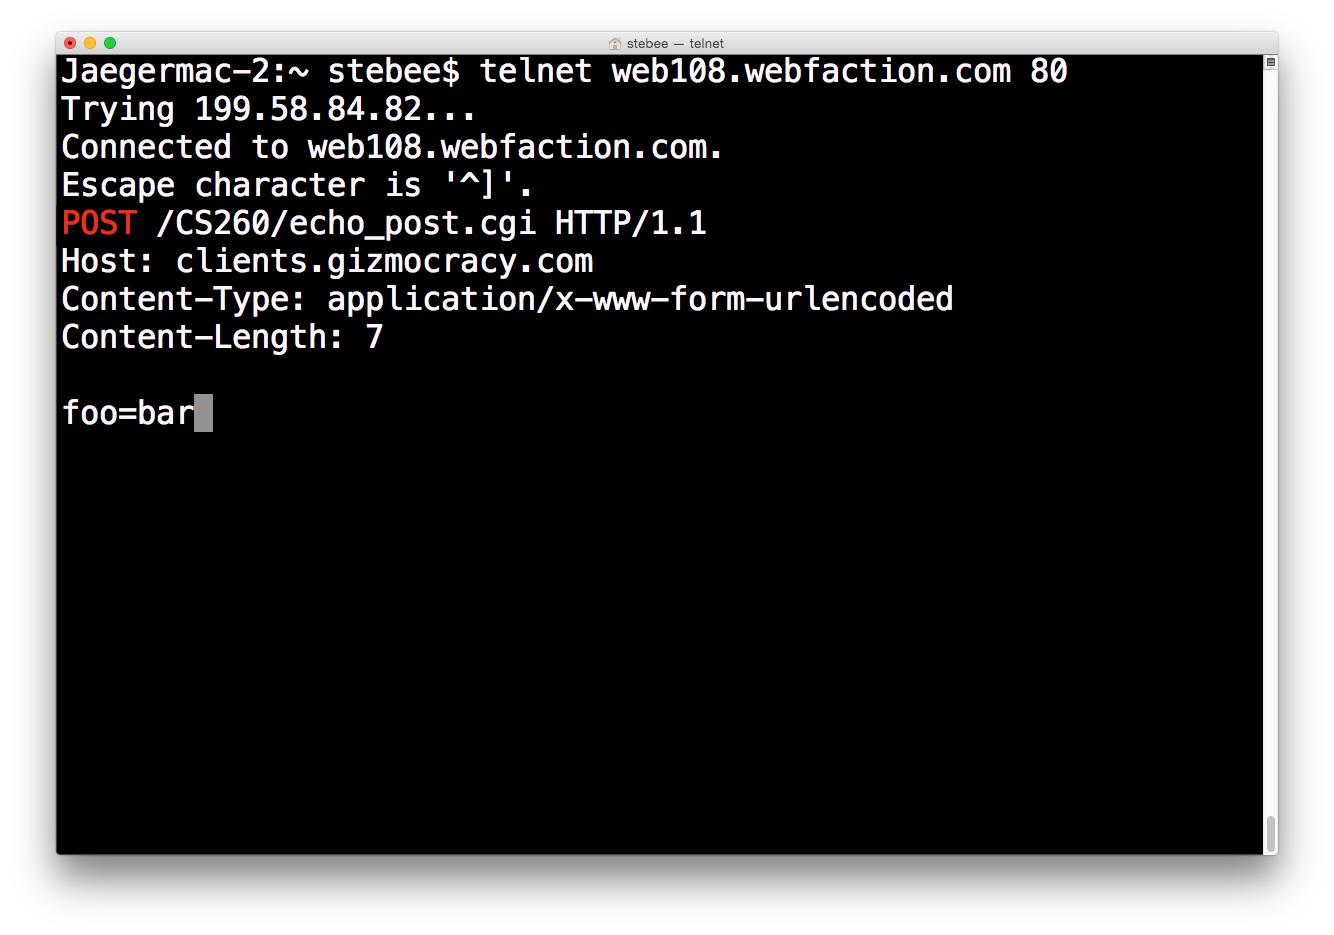 stebee — telnet
Jaegermac-2:~ stebee$ telnet web108.webfaction.com 80
Trying 199.58.84.82...
Connected to web108.webfaction.com.
Escape character is '^]'.
POST /CS260/echo_post.cgi HTTP/1.1
Host: clients.gizmocracy.com
Content-Type: application/x-www-form-urlencoded
Content-Length: 7

foo=bar